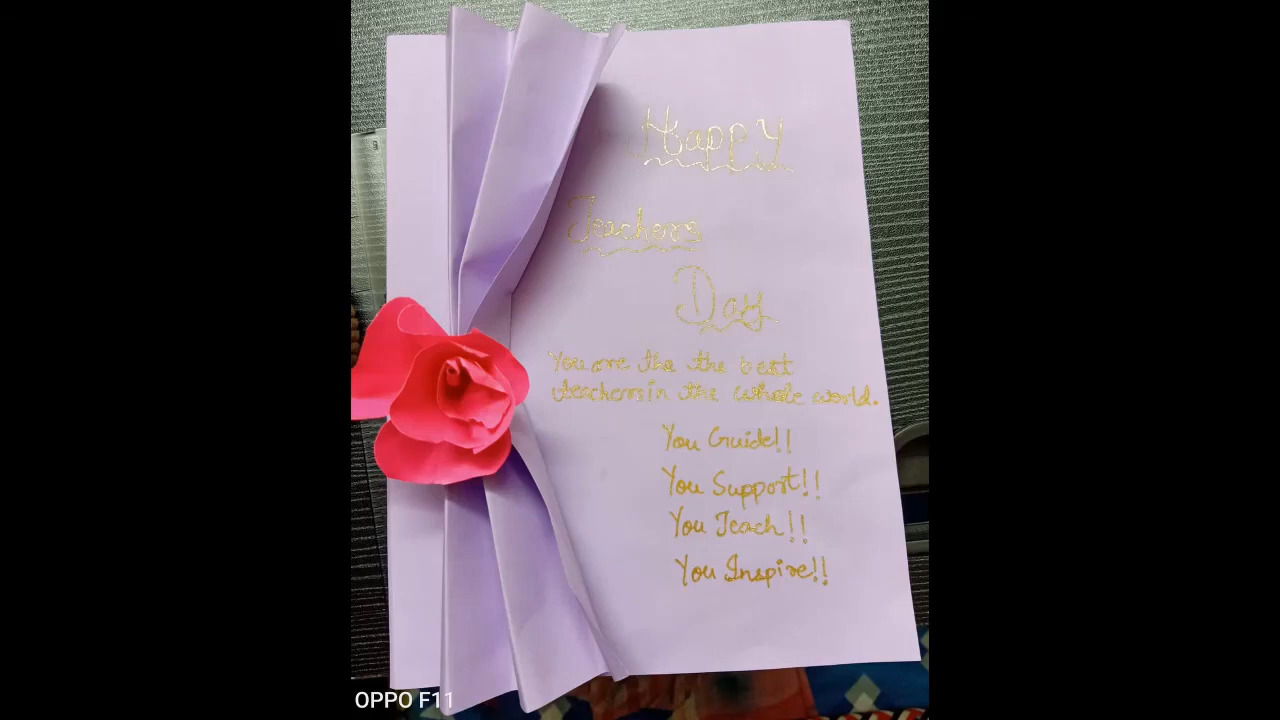 Happy
Teachers
Day
You are the the best
teachers in the whole world.
You Guide!
You Support!!
You Teach!!
You Inspire!!
OPPO F11